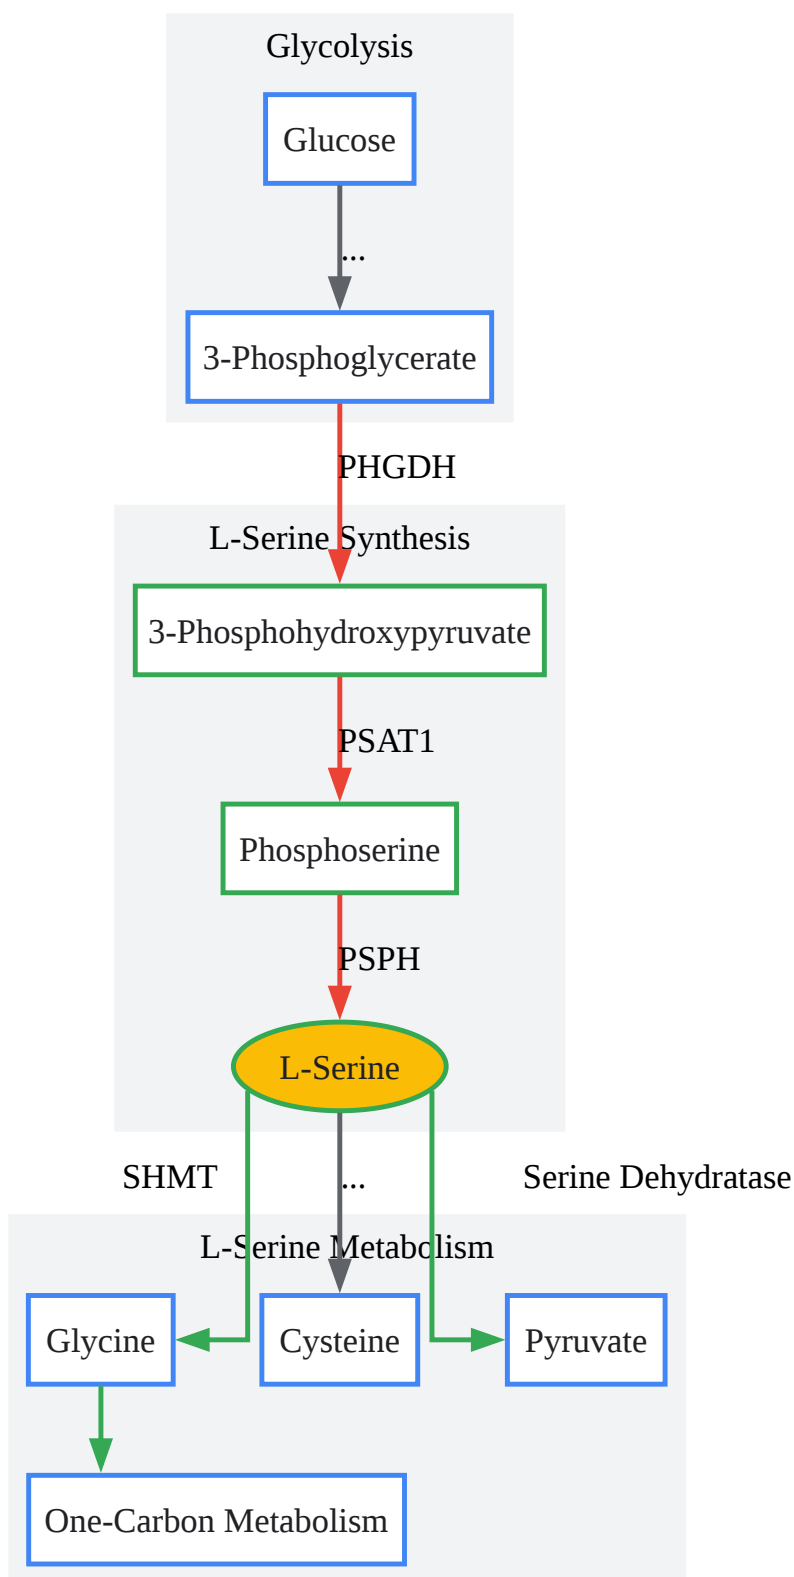 Glycolysis
Glucose
...
3-Phosphoglycerate
PHGDH
L-Serine Synthesis
3-Phosphohydroxypyruvate
PSAT1
Phosphoserine
PSPH
L-Serine
SHMT
...
Serine Dehydratase
L-Serine Metabolism
Glycine
Cysteine
Pyruvate
One-Carbon Metabolism